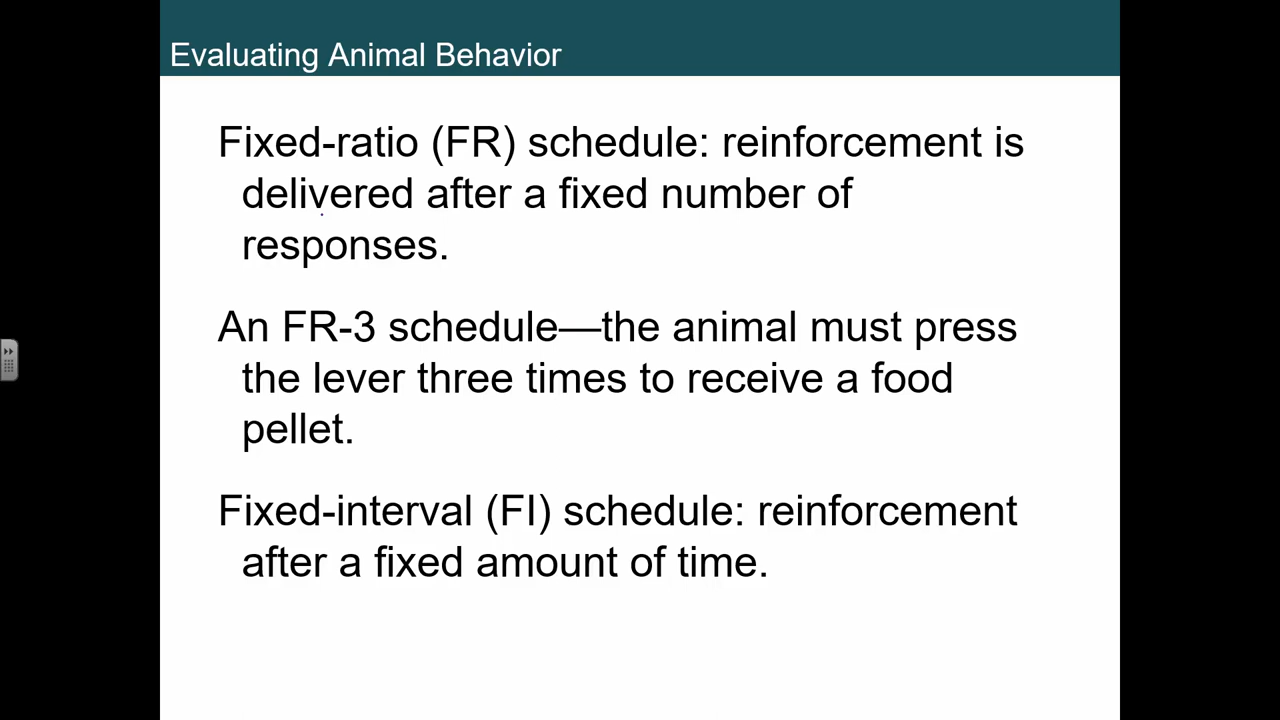 Evaluating Animal Behavior
Fixed-ratio (FR) schedule: reinforcement is
delivered after a fixed number of
responses.
An FR-3 schedule—the animal must press
the lever three times to receive a food
pellet.
Fixed-interval (FI) schedule: reinforcement
after a fixed amount of time.